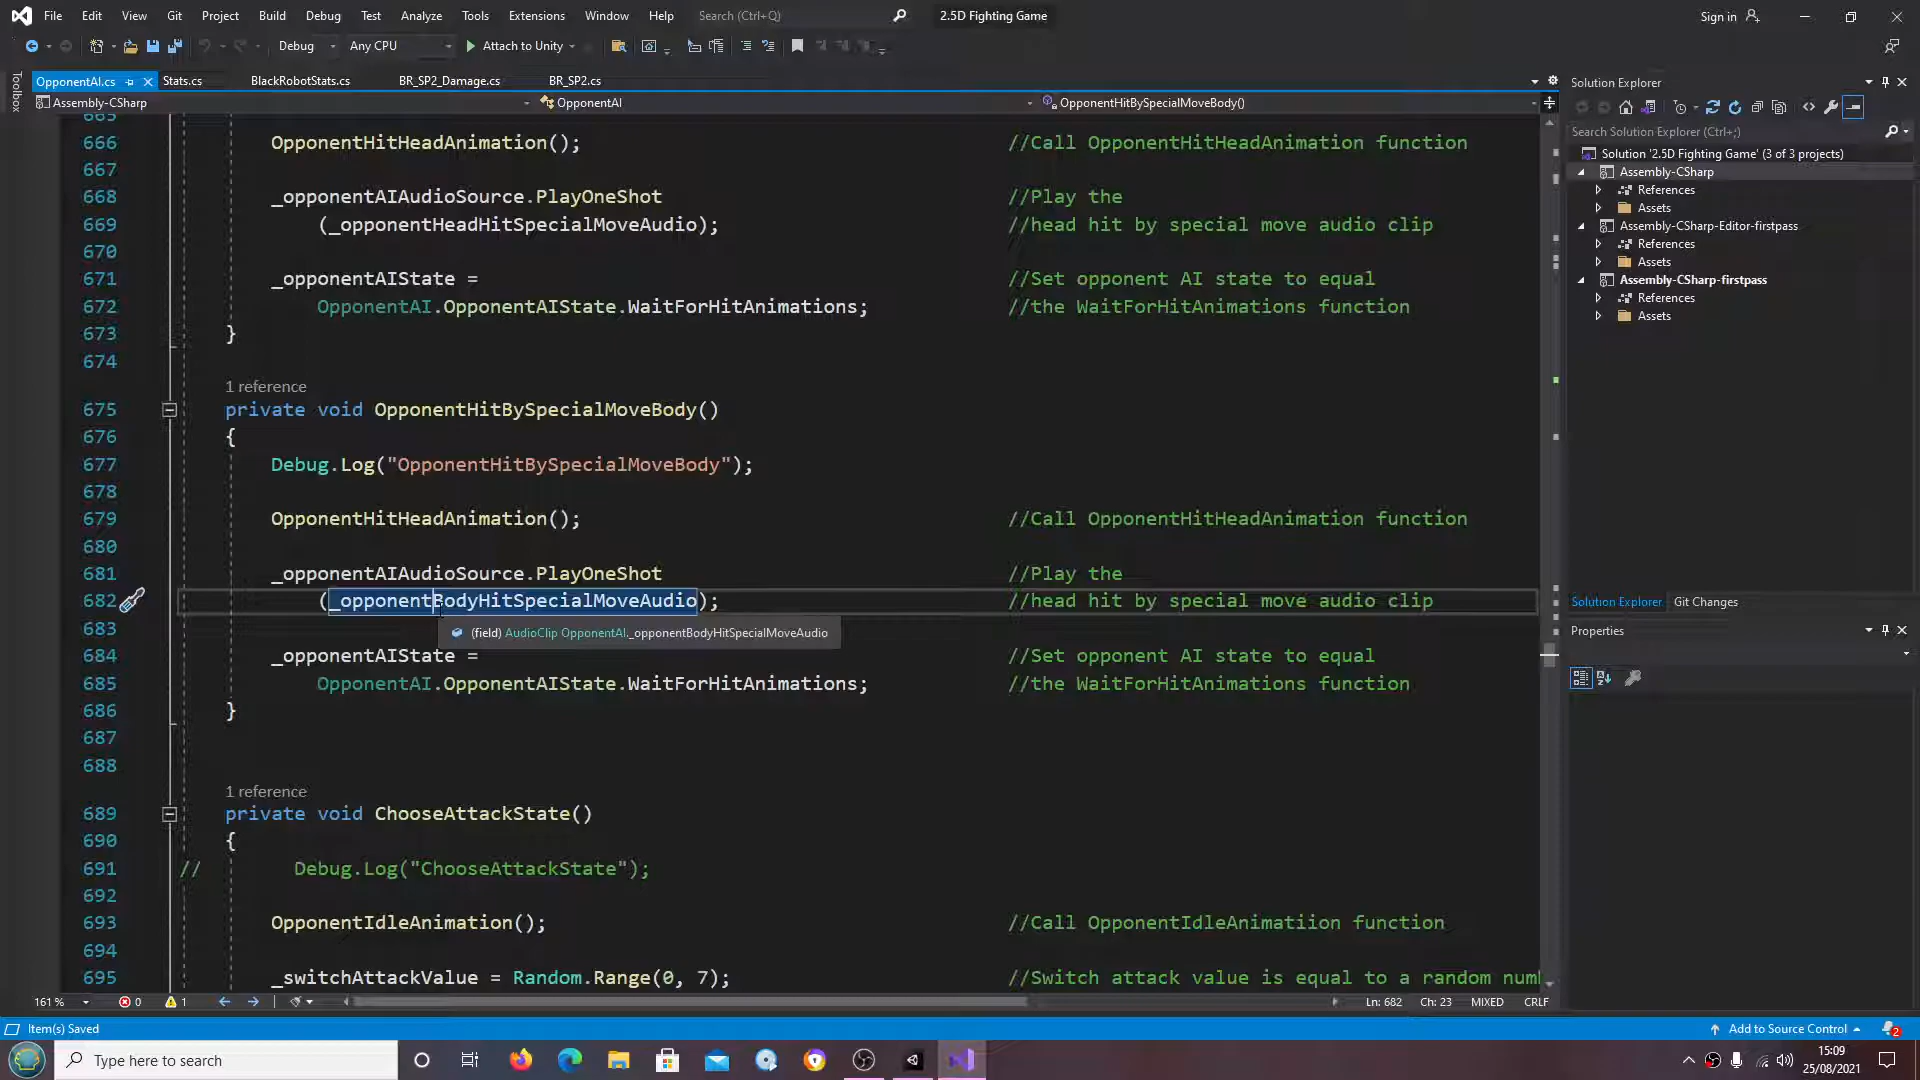 File Edit View Git Project Build Debug Test Analyze Tools Extensions Window Help Search (Ctrl+Q) 2.5D Fighting Game Sign in
Debug Any CPU Attach to Unity
Toolbox
OpponentAI.cs Stats.cs BlackRobotStats.cs BR_SP2_Damage.cs BR_SP2.cs
Assembly-CSharp OpponentAI OpponentHitBySpecialMoveBody()
665
666 OpponentHitHeadAnimation(); //Call OpponentHitHeadAnimation function
667
668 _opponentAIAudioSource.PlayOneShot //Play the
669 (_opponentHeadHitSpecialMoveAudio); //head hit by special move audio clip
670
671 _opponentAIState = //Set opponent AI state to equal
672 OpponentAI.OpponentAIState.WaitForHitAnimations; //the WaitForHitAnimations function
673 }
674
1 reference
675 private void OpponentHitBySpecialMoveBody()
676 {
677 Debug.Log("OpponentHitBySpecialMoveBody");
678
679 OpponentHitHeadAnimation(); //Call OpponentHitHeadAnimation function
680
681 _opponentAIAudioSource.PlayOneShot //Play the
682 (_opponentBodyHitSpecialMoveAudio); //head hit by special move audio clip
683 (field) AudioClip OpponentAI._opponentBodyHitSpecialMoveAudio
684 _opponentAIState = //Set opponent AI state to equal
685 OpponentAI.OpponentAIState.WaitForHitAnimations; //the WaitForHitAnimations function
686 }
687
688
1 reference
689 private void ChooseAttackState()
690 {
691 // Debug.Log("ChooseAttackState");
692
693 OpponentIdleAnimation(); //Call OpponentIdleAnimatiion function
694
695 _switchAttackValue = Random.Range(0, 7); //Switch attack value is equal to a random num
161 % 0 1 Ln: 682 Ch: 23 MIXED CRLF
Solution Explorer
Search Solution Explorer (Ctrl+;)
Solution '2.5D Fighting Game' (3 of 3 projects)
Assembly-CSharp
References
Assets
Assembly-CSharp-Editor-firstpass
References
Assets
Assembly-CSharp-firstpass
References
Assets
Solution Explorer Git Changes
Properties
Item(s) Saved Add to Source Control 2
Type here to search 15:09
25/08/2021